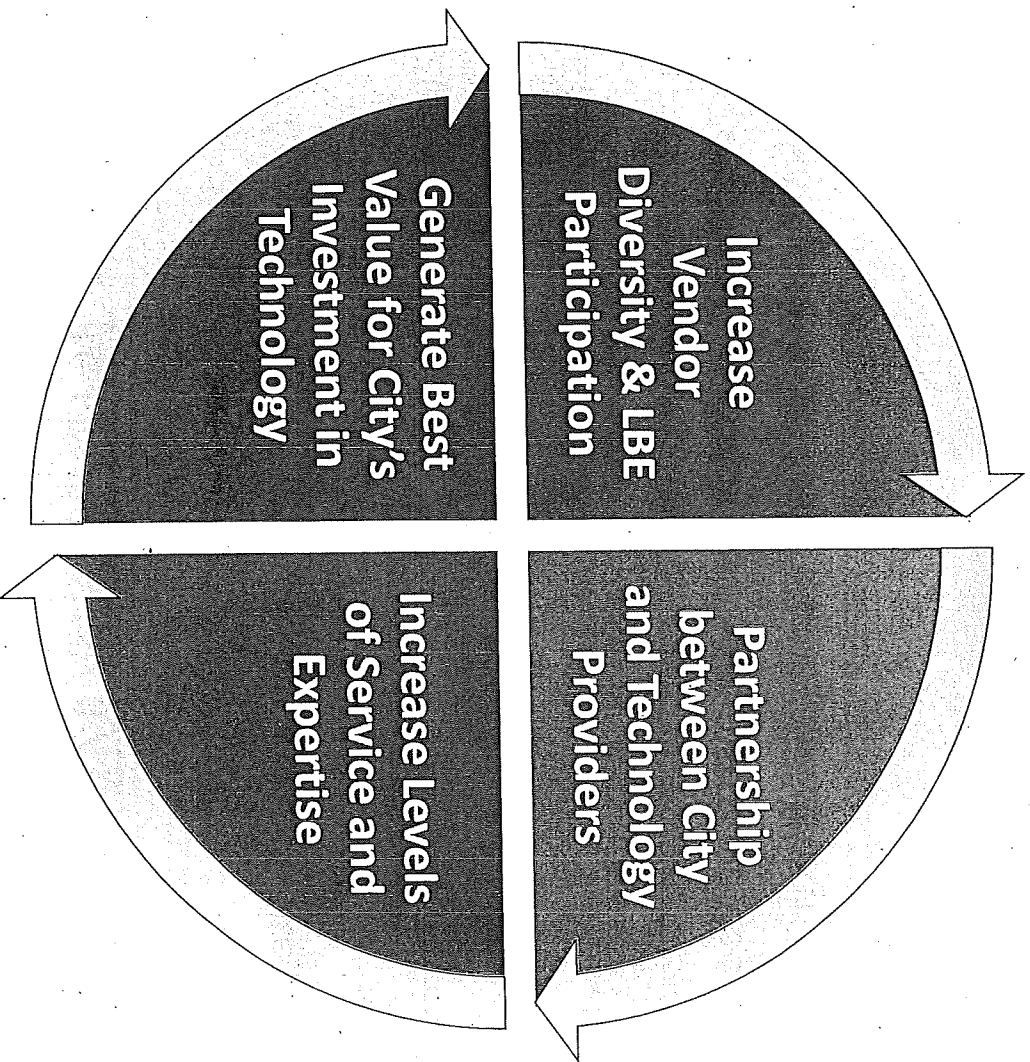 Increase
Vendor
Diversity & LBE
Participation
Partnership
between City
and Technology
Providers
Generate Best
Value for City's
Investment in
Technology
Increase Levels
of Service and
Expertise